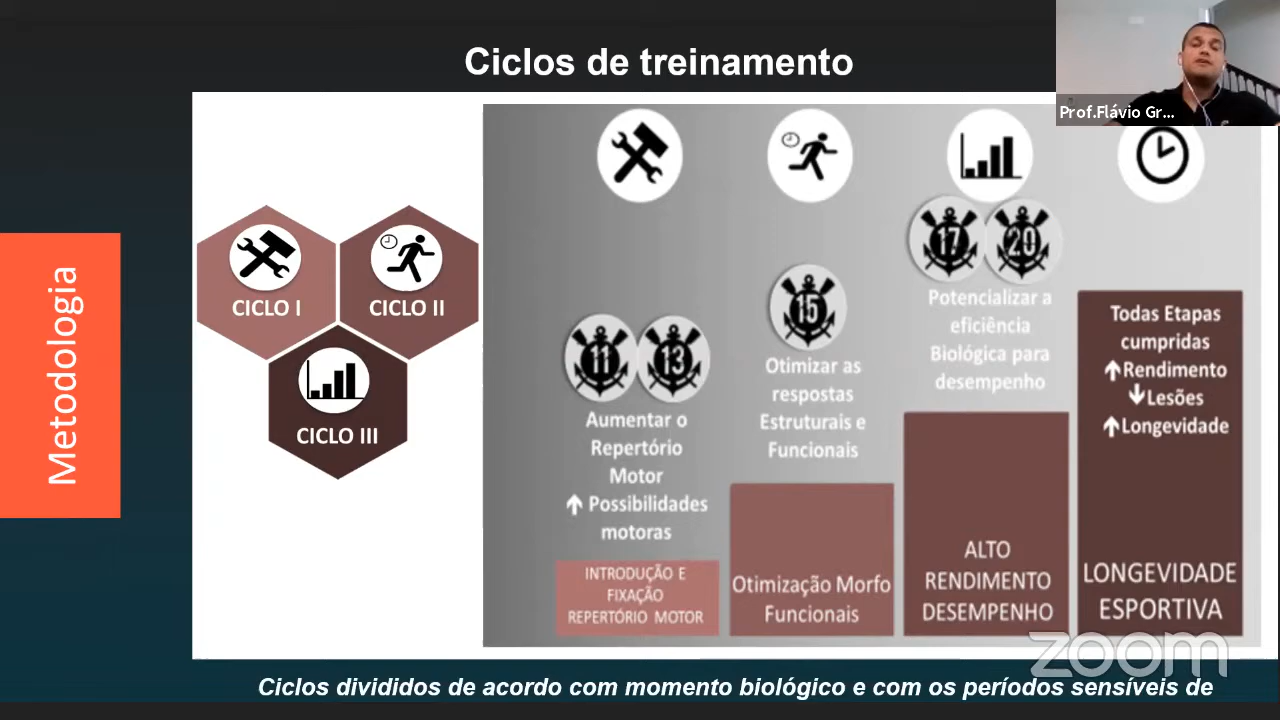 Ciclos de treinamento
Prof.Flávio Gr...
Metodologia
CICLO I
CICLO II
CICLO III
11
13
Aumentar o
Repertório
Motor
Possibilidades
motoras
INTRODUÇÃO E
FIXAÇÃO
REPERTÓRIO MOTOR
15
Otimizar as
respostas
Estruturais e
Funcionais
Otimização Morfo
Funcionais
17
20
Potencializar a
eficiência
Biológica para
desempenho
ALTO
RENDIMENTO
DESEMPENHO
Todas Etapas
cumpridas
Rendimento
Lesões
Longevidade
LONGEVIDADE
ESPORTIVA
zoom
Ciclos divididos de acordo com momento biológico e com os períodos sensíveis de